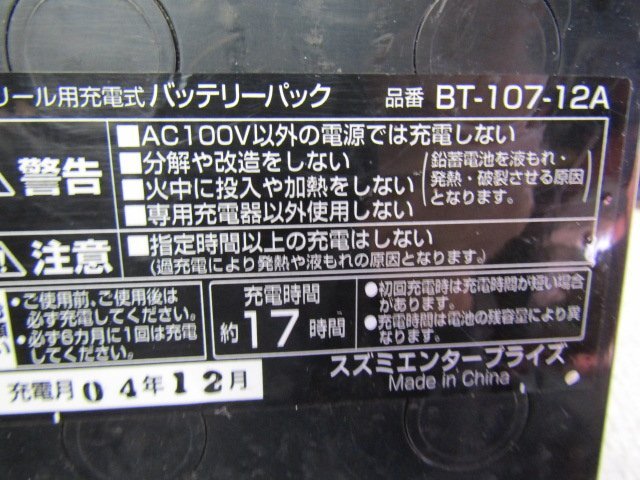 リール用充電式 バッテリーパック 品番 BT-107-12A
警告
■AC100V以外の電源では充電しない
■分解や改造をしない
■火中に投入や加熱をしない
■専用充電器以外使用しない
(鉛蓄電池を液もれ・
発熱・破裂させる原因
となります。)
注意
■指定時間以上の充電はしない
(過充電により発熱や液もれの原因となります。)
●ご使用前、ご使用後は
必ず充電してください。
●必ず6カ月に1回は充電
してください。
充電時間
約17時間
●初回充電時は充電時間が短い場合
があります。
●充電時間は電池の残容量により異
なります。
充電月 04年12月
スズミエンタープライズ
Made in China